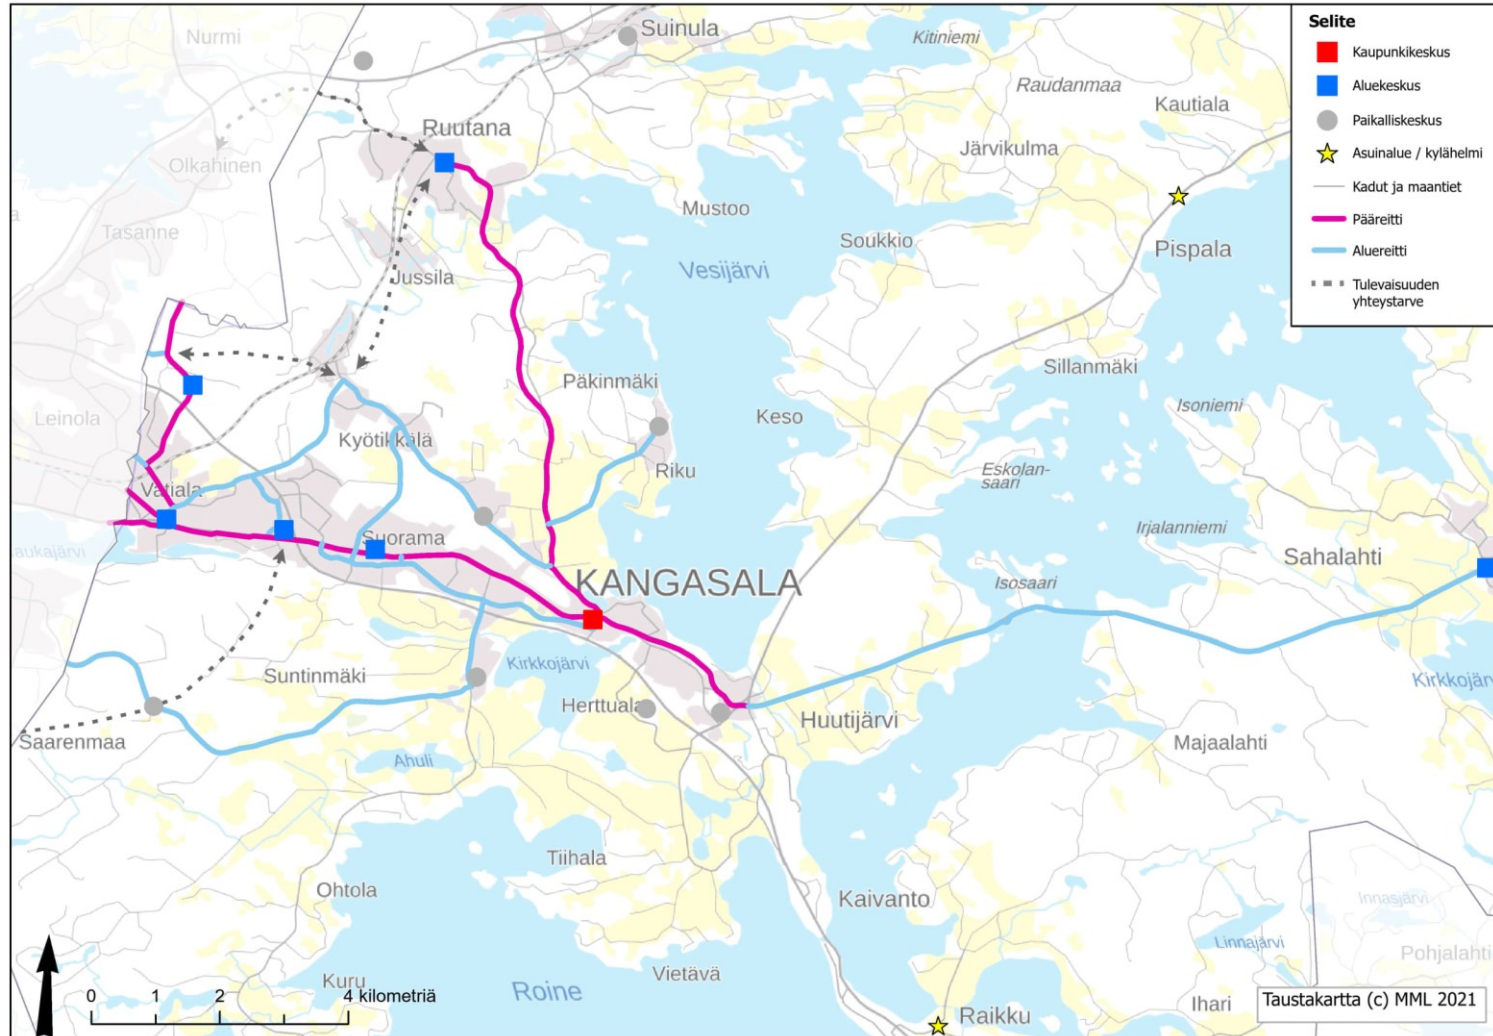 Nurmi
Suinula
Kitiniemi
Raudanmaa
Kautiala
Ruutana
Olkahinen
Järvikulma
Mustoo
Tasanne
Soukkio
Pispala
Jussila
Vesijärvi
Sillanmäki
Päkinmäki
Isoniemi
Leinola
Keso
Kyötikkälä
Riku
Eskolan-
saari
Vatiala
Irjalanniemi
Suorama
Sahalahti
aukajärvi
KANGASALA
Isosaari
Kirkkojärvi
Suntinmäki
Kirkkojärv
Herttuala
Huutijärvi
Saarenmaa
Majaalahti
Ahuli
Tiihala
Ohtola
Kaivanto
Innasjärvi
Linnajärvi
Pohjalahti
Vietävä
Kuru
Roine
Ihari
Raikku
0 1 2 4 kilometriä
Selite
Kaupunkikeskus
Aluekeskus
Paikalliskeskus
Asuinalue / kylähelmi
Kadut ja maantiet
Pääreitti
Aluereitti
Tulevaisuuden
yhteystarve
Taustakartta (c) MML 2021